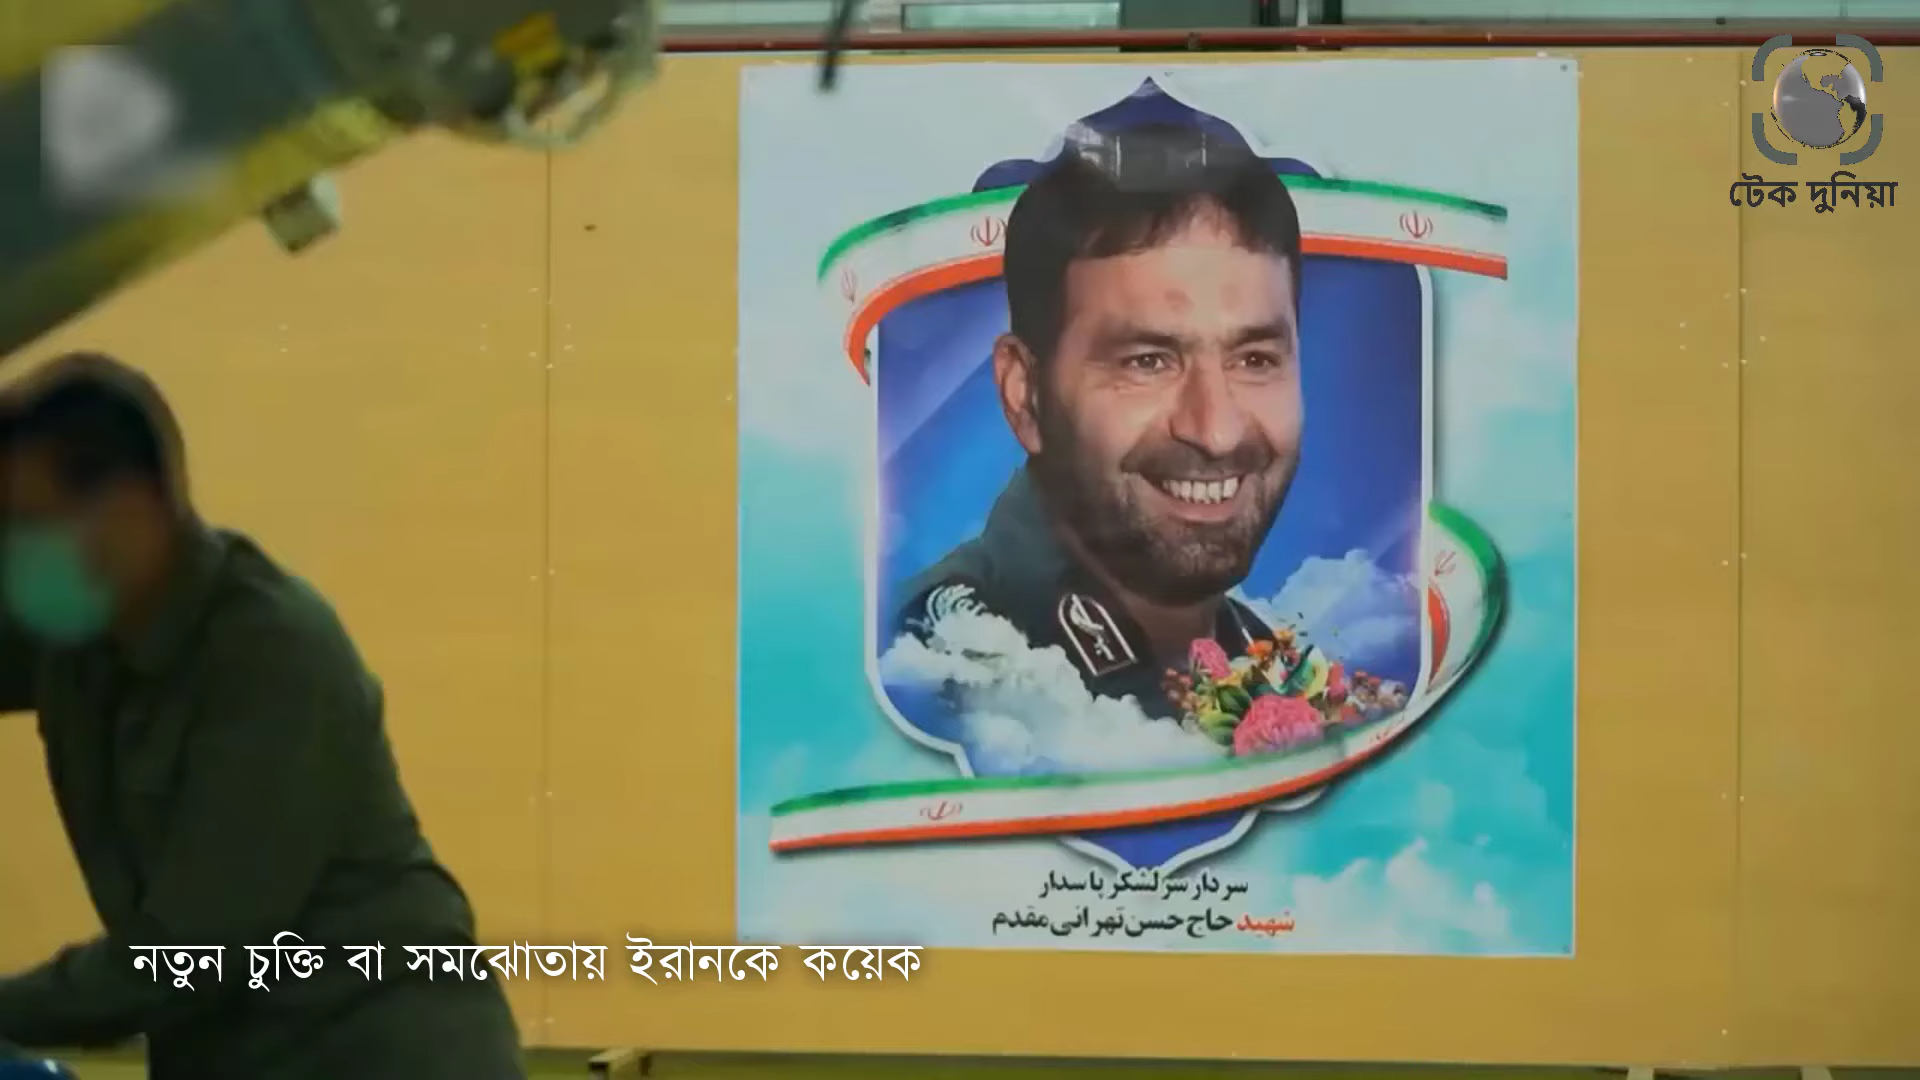 টেক দুনিয়া
سردار سرلشکر پاسدار
شهید حاج حسن تهرانی مقدم
নতুন চুক্তি বা সমঝোতায় ইরানকে কয়েক